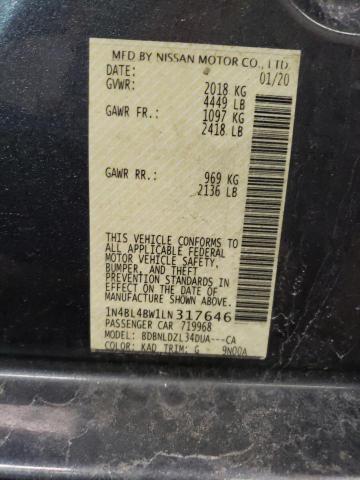 MFD BY NISSAN MOTOR CO., LTD.
DATE: 01/20
GVWR: 2018 KG
4449 LB
GAWR FR.: 1097 KG
2418 LB
GAWR RR.: 969 KG
2136 LB
THIS VEHICLE CONFORMS TO
ALL APPLICABLE FEDERAL
MOTOR VEHICLE SAFETY,
BUMPER, AND THEFT
PREVENTION STANDARDS
IN EFFECT ON THE DATE OF
MANUFACTURE SHOWN ABOVE.
1N4BL4BW1LN317646
PASSENGER CAR 719968
MODEL: BDBNLDZL34DUA---CA
COLOR: KAD TRIM: G 9N0DA